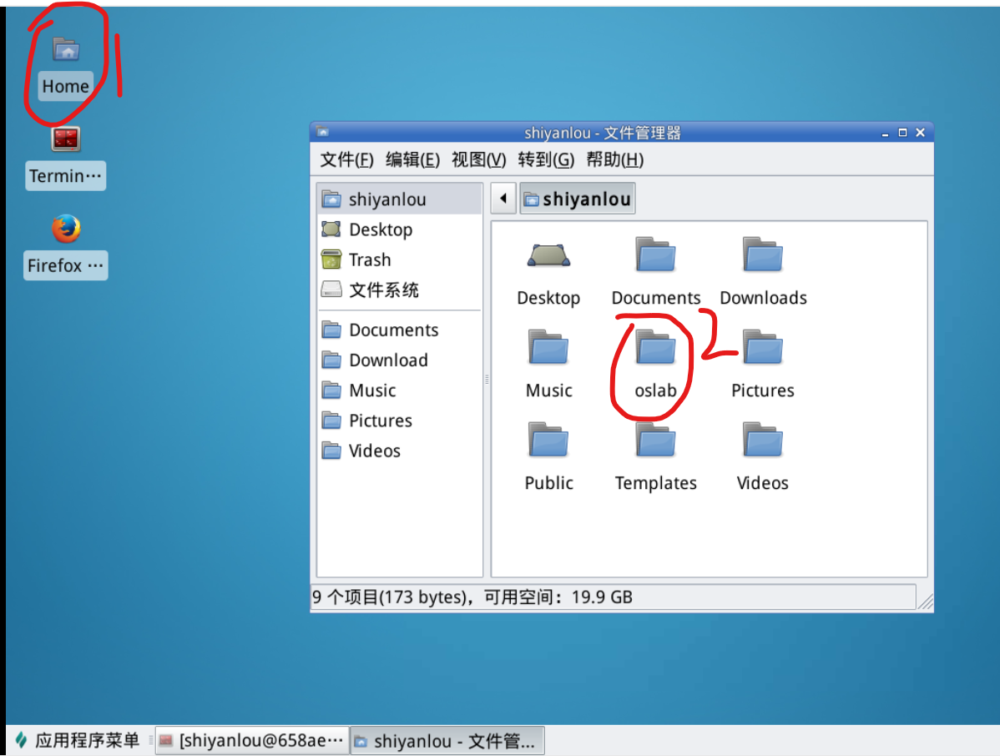 Home
1
Termin⋯
Firefox ⋯
shiyanlou - 文件管理器
文件(F) 编辑(E) 视图(V) 转到(G) 帮助(H)
shiyanlou
Desktop
Trash
文件系统
Documents
Download
Music
Pictures
Videos
shiyanlou
Desktop Documents Downloads
2
Music oslab Pictures
Public Templates Videos
9 个项目(173 bytes)，可用空间：19.9 GB
应用程序菜单 [shiyanlou@658ae⋯ shiyanlou - 文件管...